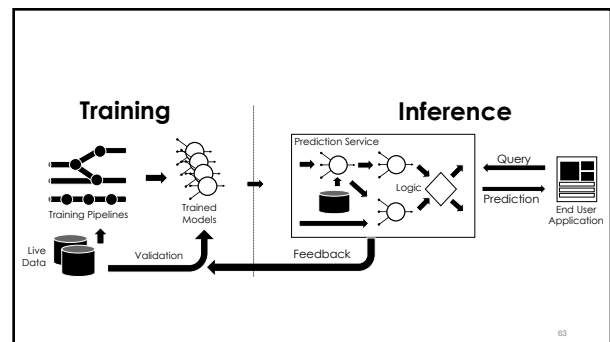 Training
Inference
Prediction Service
Logic
Query
Prediction
End User
Application
Training Pipelines
Trained
Models
Live
Data
Validation
Feedback
63